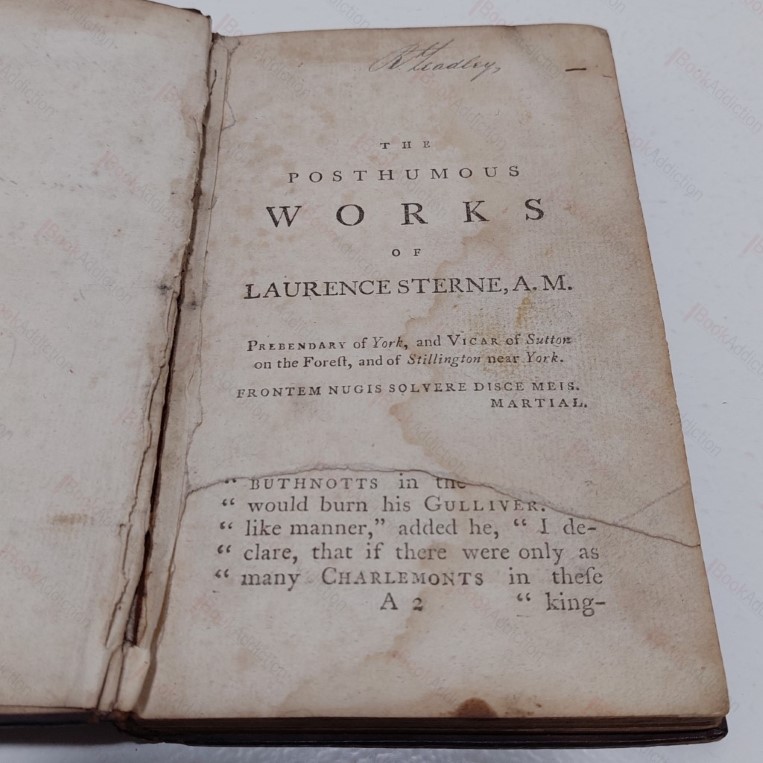 THE
POSTHUMOUS
WORKS
OF
LAURENCE STERNE, A. M.
PREBENDARY of York, and VICAR of Sutton
on the Foreſt, and of Stillington near York.
FRONTEM NUGIS SOLVERE DISCE MEIS.
MARTIAL.
“ BUTHNOTTS in the
“ would burn his GULLIVER.
“ like manner,” added he, “ I de-
“ clare, that if there were only as
“ many CHARLEMONTS in theſe
A 2 “ king-